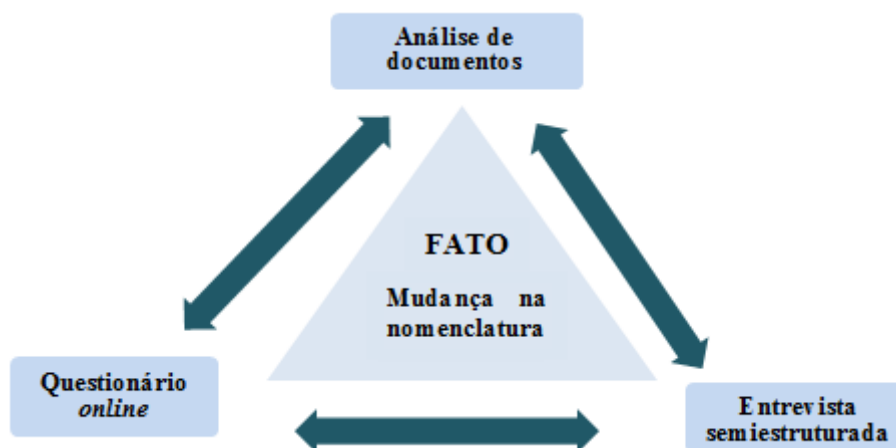 Análise de
documentos
FATO
Mudança na
nomenclatura
Questionário
online
Entrevista
semiestruturada